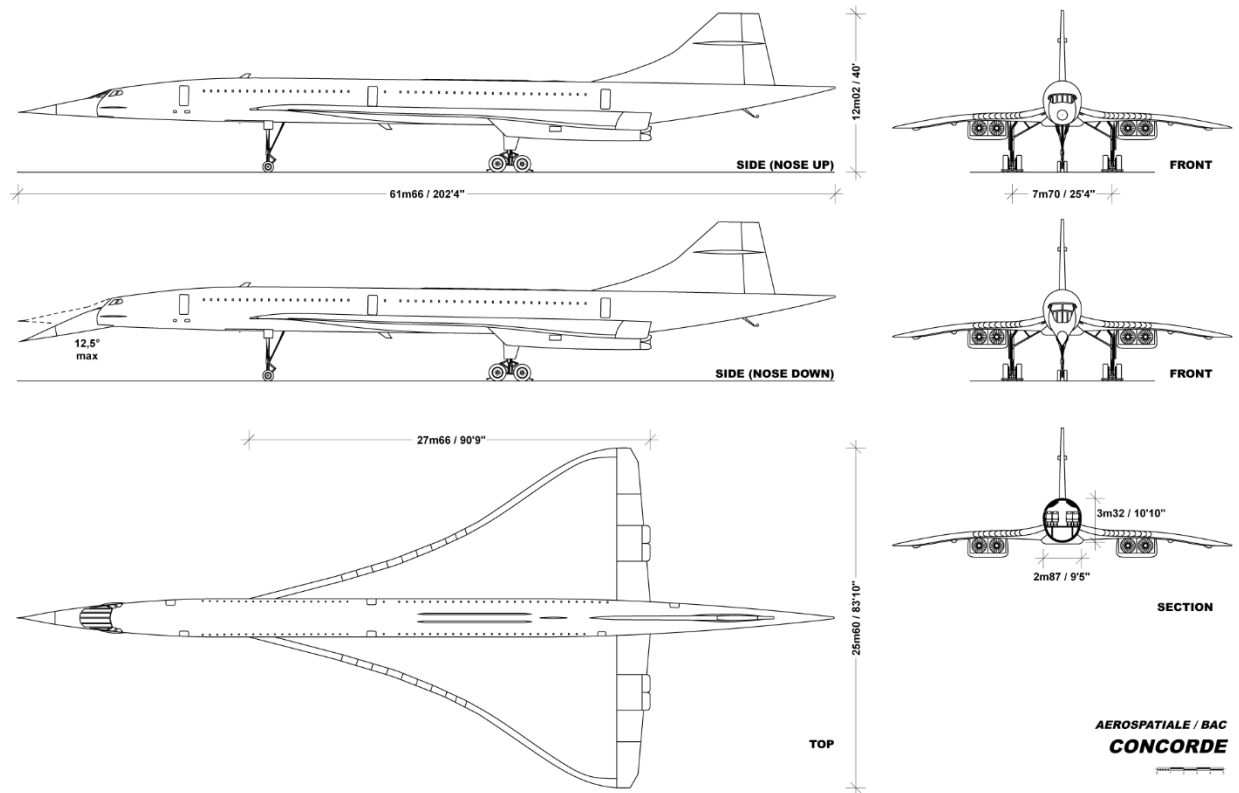 12m02 / 40'
SIDE (NOSE UP)
FRONT
61m66 / 202'4"
7m70 / 25'4"
12,5°
max
SIDE (NOSE DOWN)
FRONT
27m66 / 90'9"
3m32 / 10'10"
2m87 / 9'5"
SECTION
25m60 / 83'10"
TOP
AEROSPATIALE / BAC
CONCORDE